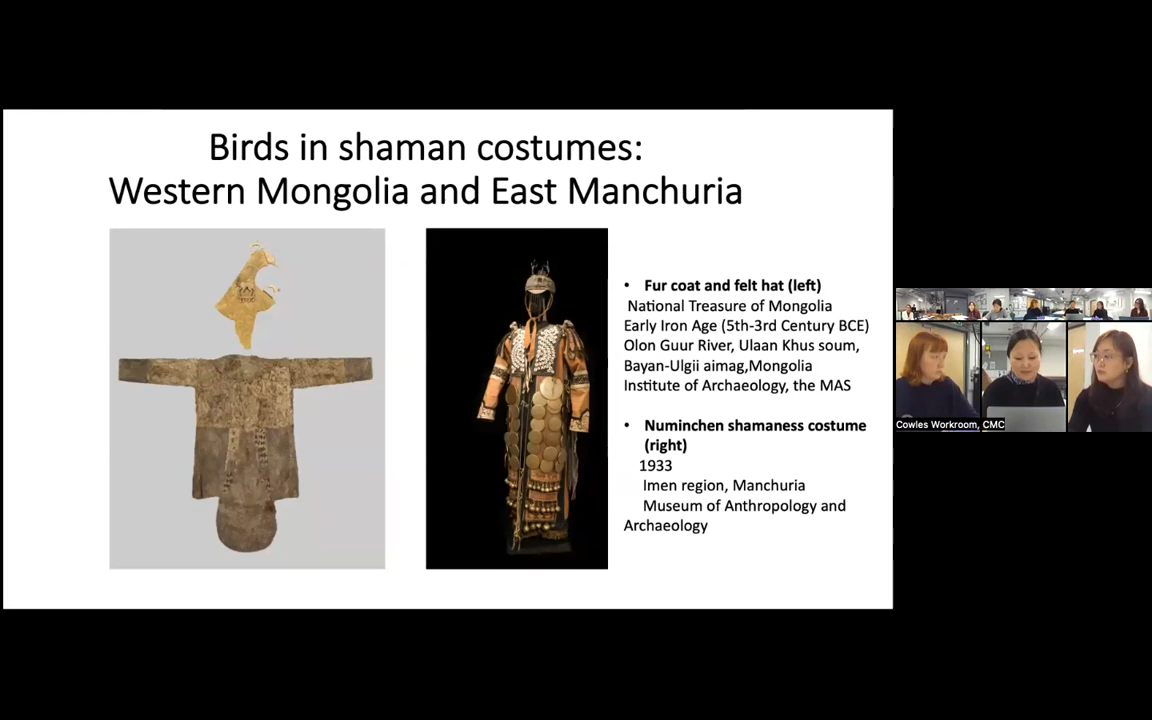 Birds in shaman costumes:
Western Mongolia and East Manchuria
• Fur coat and felt hat (left)
National Treasure of Mongolia
Early Iron Age (5th-3rd Century BCE)
Olon Guur River, Ulaan Khus soum,
Bayan-Ulgii aimag,Mongolia
Institute of Archaeology, the MAS
• Numinchen shamaness costume
(right)
1933
Imen region, Manchuria
Museum of Anthropology and
Archaeology
Cowles Workroom, CMC